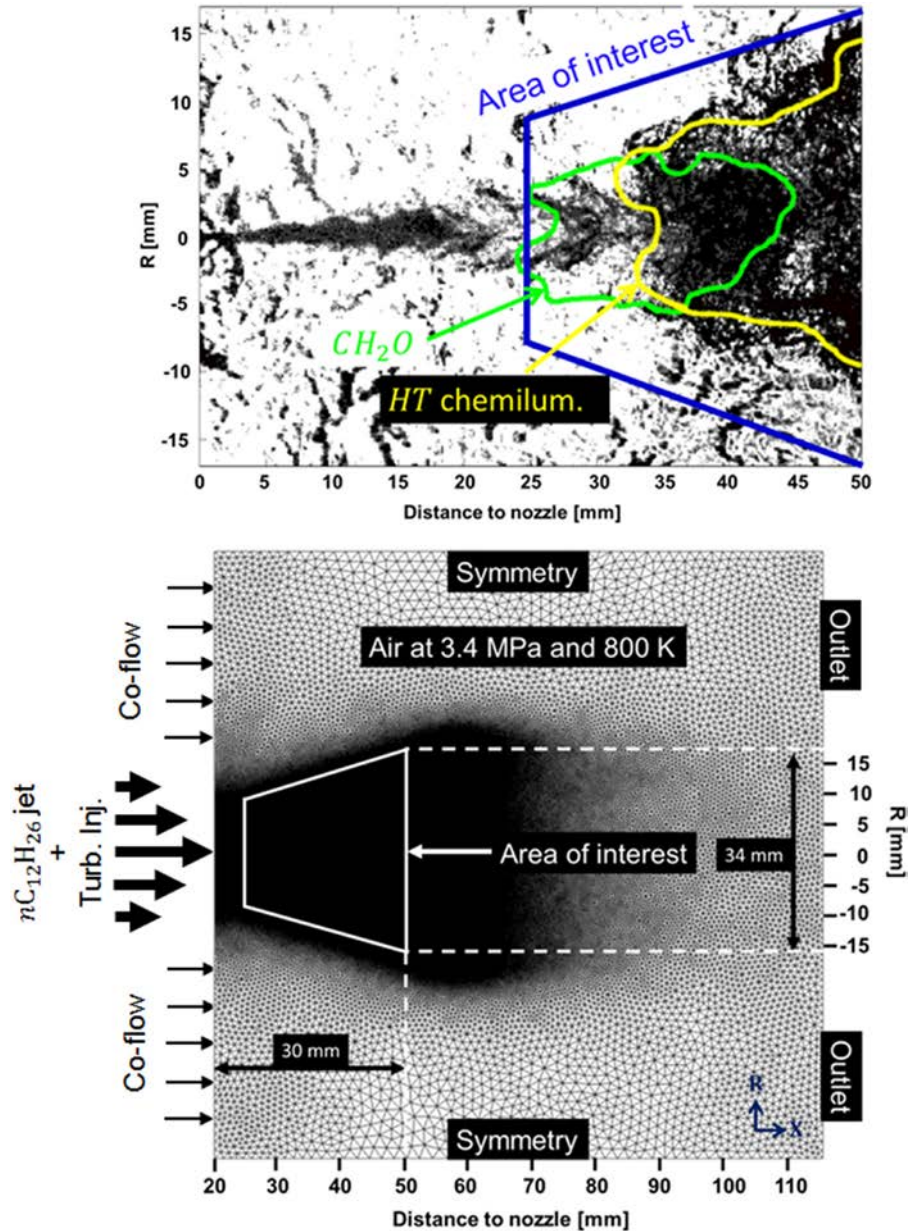 15
10
5
0
-5
-10
-15
R [mm]
Area of interest
CH₂O
HT chemilum.
0 5 10 15 20 25 30 35 40 45 50
Distance to nozzle [mm]
Symmetry
Air at 3.4 MPa and 800 K
Co-flow
Outlet
nC₁₂H₂₆ jet
+
Turb. Inj.
Area of interest
34 mm
15
10
5
0
-5
-10
-15
R [mm]
Co-flow
30 mm
Outlet
R
X
Symmetry
20 30 40 50 60 70 80 90 100 110
Distance to nozzle [mm]